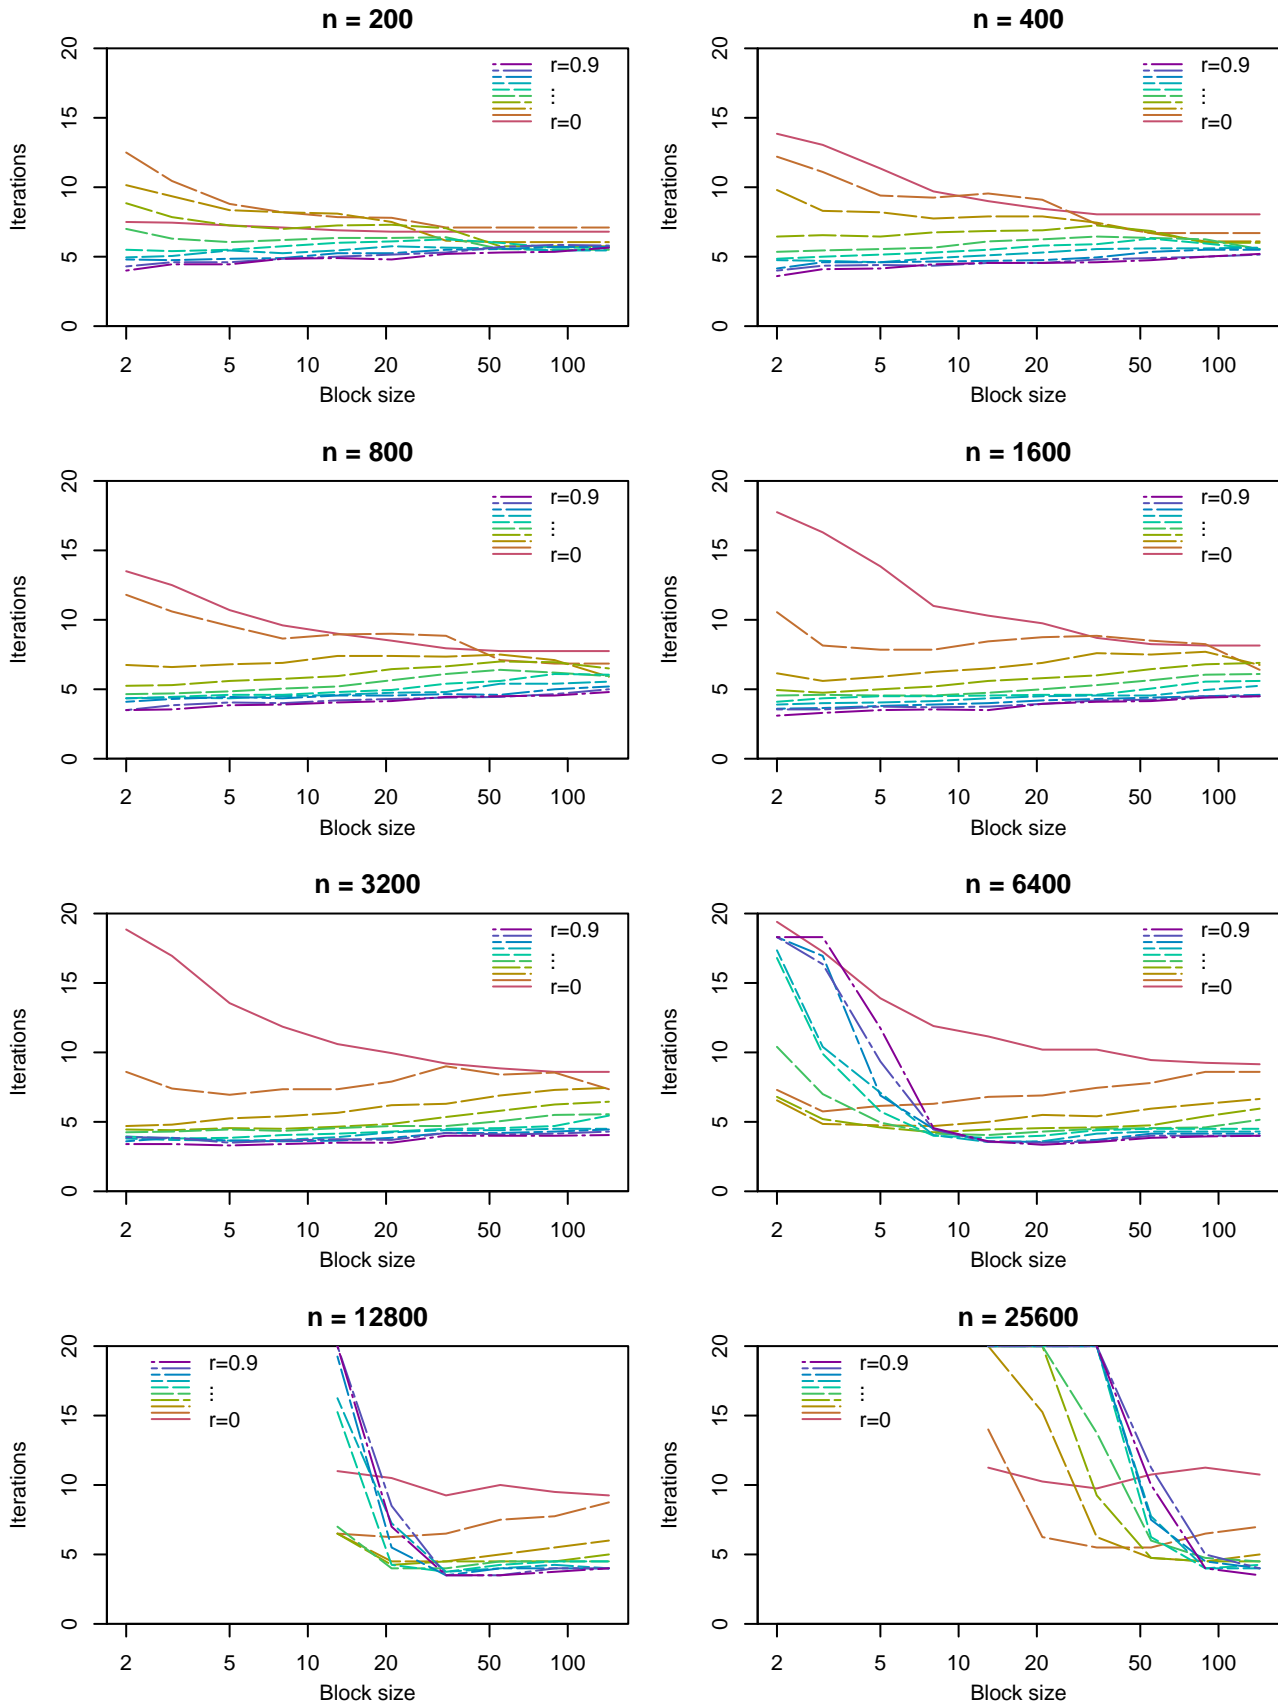 n = 200
20
15
10
5
0
Iterations
r=0.9
⋮
r=0
2 5 10 20 50 100
Block size
n = 400
20
15
10
5
0
Iterations
r=0.9
⋮
r=0
2 5 10 20 50 100
Block size
n = 800
20
15
10
5
0
Iterations
r=0.9
⋮
r=0
2 5 10 20 50 100
Block size
n = 1600
20
15
10
5
0
Iterations
r=0.9
⋮
r=0
2 5 10 20 50 100
Block size
n = 3200
20
15
10
5
0
Iterations
r=0.9
⋮
r=0
2 5 10 20 50 100
Block size
n = 6400
20
15
10
5
0
Iterations
r=0.9
⋮
r=0
2 5 10 20 50 100
Block size
n = 12800
20
15
10
5
0
Iterations
r=0.9
⋮
r=0
2 5 10 20 50 100
Block size
n = 25600
20
15
10
5
0
Iterations
r=0.9
⋮
r=0
2 5 10 20 50 100
Block size